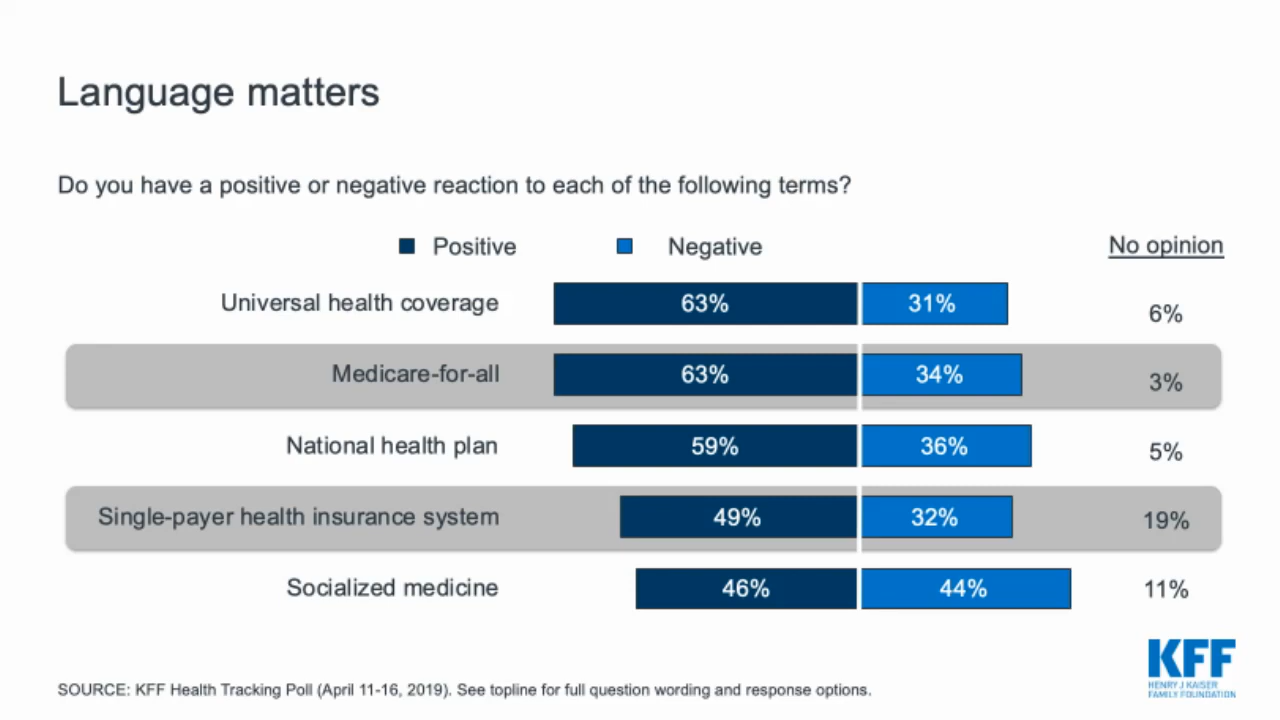 Language matters
Do you have a positive or negative reaction to each of the following terms?
Positive Negative No opinion
Universal health coverage 63% 31% 6%
Medicare-for-all 63% 34% 3%
National health plan 59% 36% 5%
Single-payer health insurance system 49% 32% 19%
Socialized medicine 46% 44% 11%
KFF
HENRY J KAISER
FAMILY FOUNDATION
SOURCE: KFF Health Tracking Poll (April 11-16, 2019). See topline for full question wording and response options.